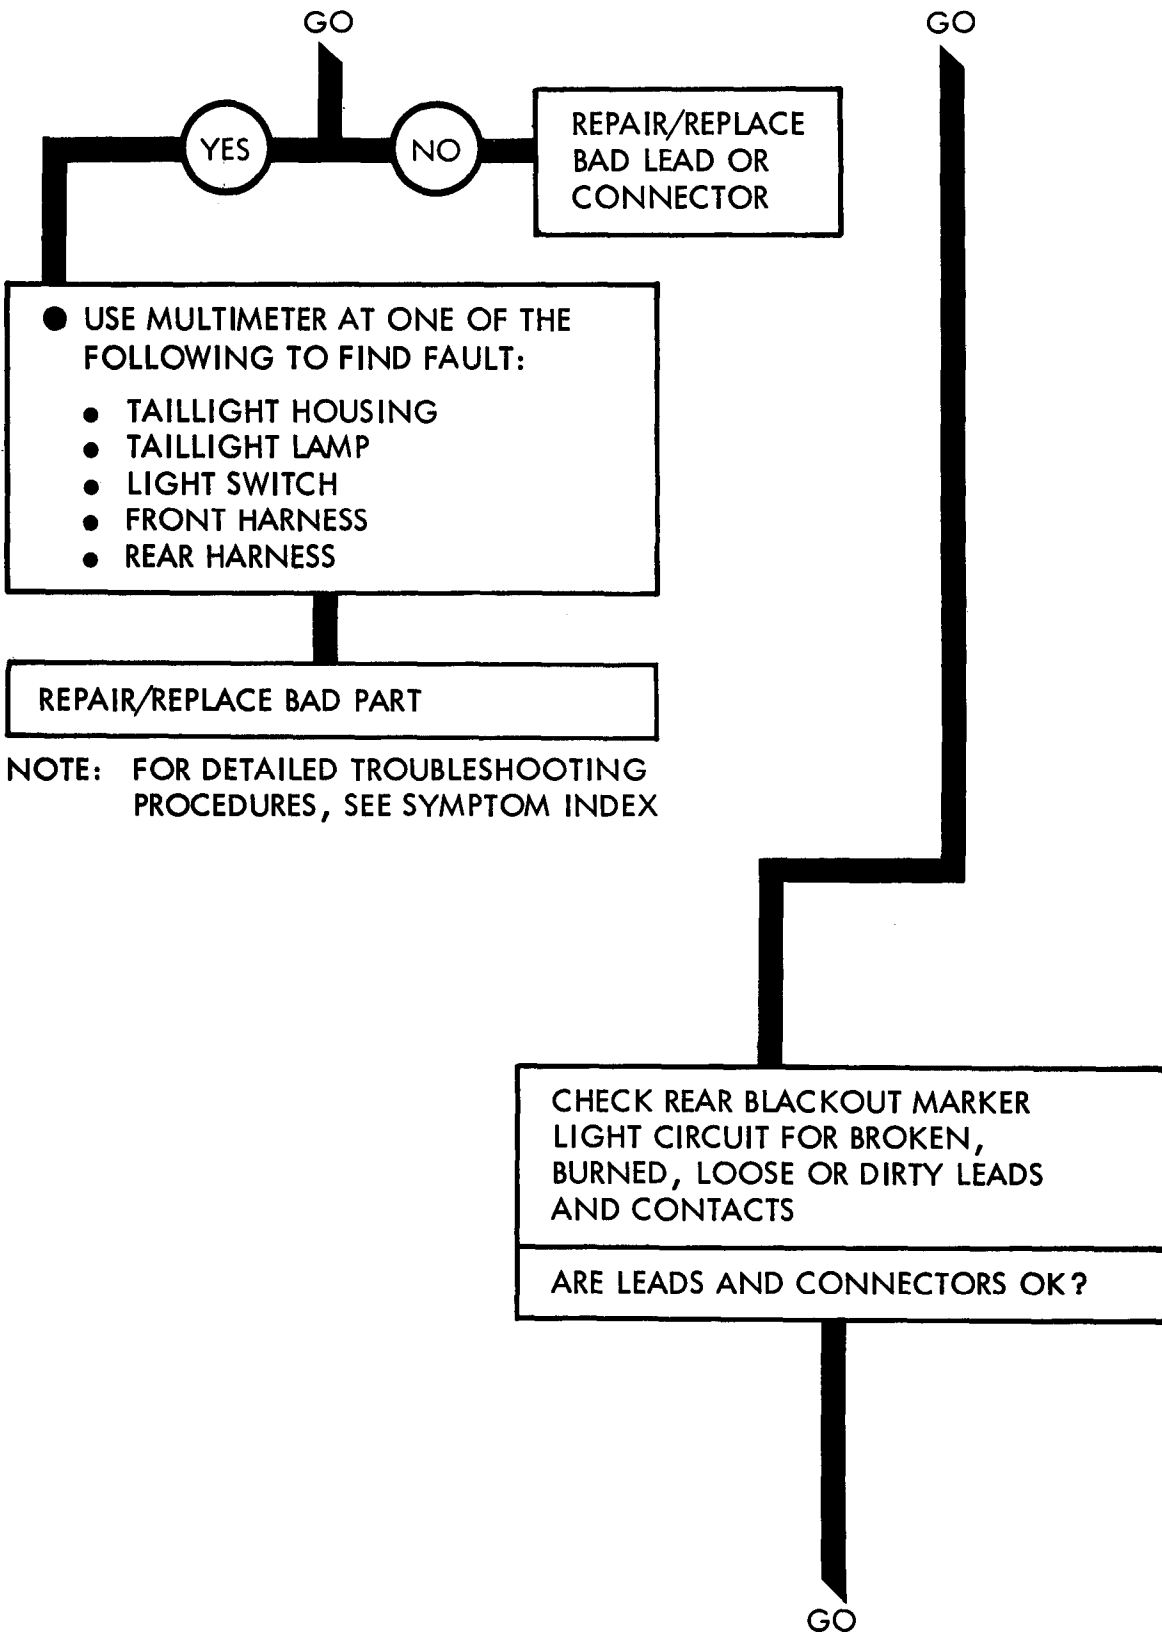 GO
GO
YES
NO
REPAIR/REPLACE
BAD LEAD OR
CONNECTOR
● USE MULTIMETER AT ONE OF THE
FOLLOWING TO FIND FAULT:
● TAILLIGHT HOUSING
● TAILLIGHT LAMP
● LIGHT SWITCH
● FRONT HARNESS
● REAR HARNESS
REPAIR/REPLACE BAD PART
NOTE: FOR DETAILED TROUBLESHOOTING
PROCEDURES, SEE SYMPTOM INDEX
CHECK REAR BLACKOUT MARKER
LIGHT CIRCUIT FOR BROKEN,
BURNED, LOOSE OR DIRTY LEADS
AND CONTACTS
ARE LEADS AND CONNECTORS OK?
GO